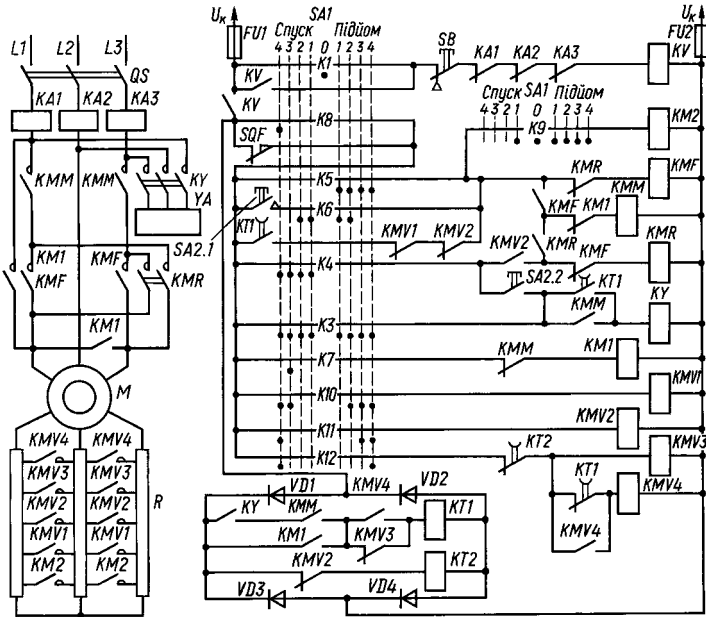 Uк
FU1
SA1
Спуск
0
Підйом
4 3 2 1
1 2 3 4
Uк
FU2
L1
L2
L3
QS
KA1
KA2
KA3
KMM
KMM
KY
YA
SA2.1
KM1
KMF
KMF
KMR
KM1
M
KMV4
KMV4
KMV3
KMV3
KMV2
KMV2
KMV1
KMV1
KM2
KM2
R
K1
SB
KA1
KA2
KA3
KV
KV
KV
K8
SQF
Спуск
SA1
Підйом
4 3 2 1
0
1 2 3 4
K9
KM2
K5
KMR
KMF
KMF
KM1
KMM
K6
KT1
KMV1
KMV2
KMR
K4
KMV2
KMF
KMR
SA2.2
KT1
KY
K3
KMM
K7
KMM
KM1
K10
KMV1
K11
KMV2
K12
KT2
KMV3
KT1
KMV4
KMV4
VD1
KMV4
VD2
KY
KMM
KT1
KM1
KMV3
KMV2
KT2
VD3
VD4